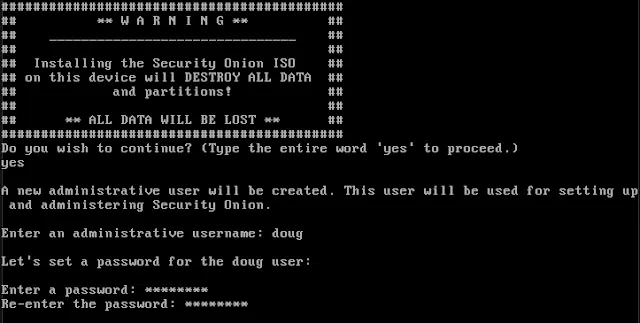 ###########################################
##          ** W A R N I N G **          ##
##    _______________________________    ##
##                                       ##
##  Installing the Security Onion ISO    ##
## on this device will DESTROY ALL DATA  ##
##            and partitions!            ##
##                                       ##
##      ** ALL DATA WILL BE LOST **      ##
###########################################
Do you wish to continue? (Type the entire word 'yes' to proceed.)
yes
A new administrative user will be created. This user will be used for setting up
and administering Security Onion.
Enter an administrative username: doug
Let's set a password for the doug user:
Enter a password: ********
Re-enter the password: ********